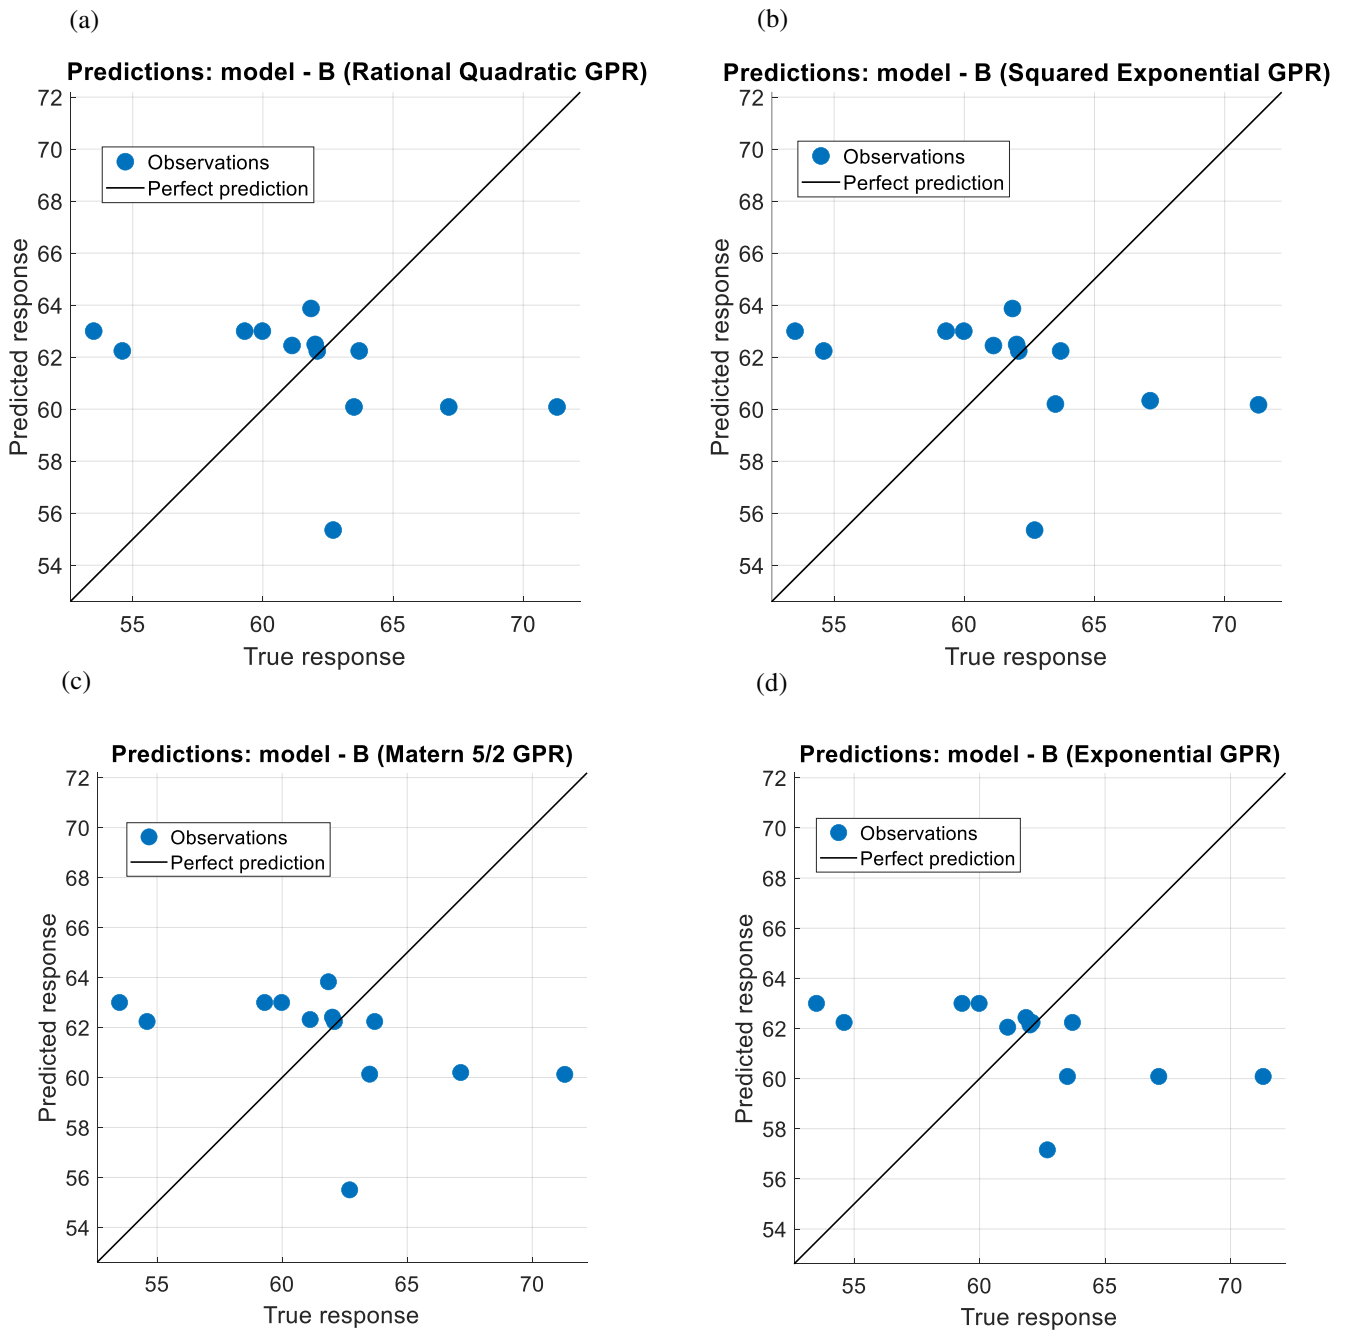 (a)
Predictions: model - B (Rational Quadratic GPR)
72
70
68
66
64
62
60
58
56
54
Predicted response
Observations
Perfect prediction
55 60 65 70
True response
(b)
Predictions: model - B (Squared Exponential GPR)
72
70
68
66
64
62
60
58
56
54
Predicted response
Observations
Perfect prediction
55 60 65 70
True response
(c)
Predictions: model - B (Matern 5/2 GPR)
72
70
68
66
64
62
60
58
56
54
Predicted response
Observations
Perfect prediction
55 60 65 70
True response
(d)
Predictions: model - B (Exponential GPR)
72
70
68
66
64
62
60
58
56
54
Predicted response
Observations
Perfect prediction
55 60 65 70
True response